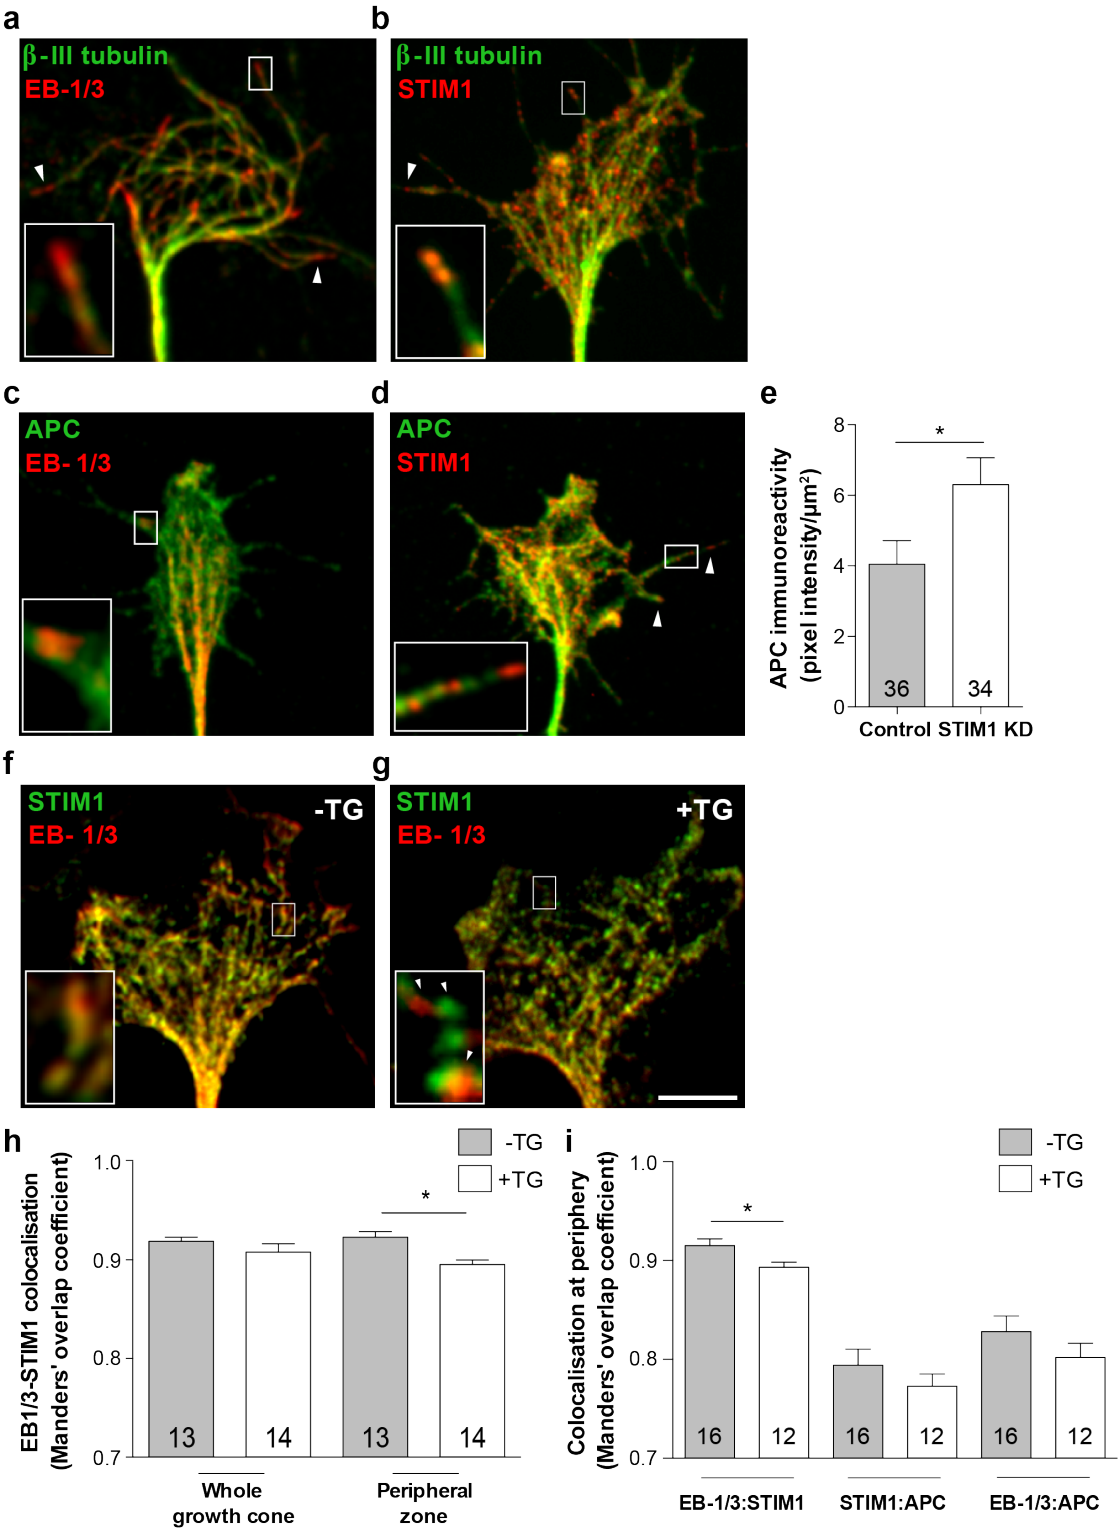 a
β-III tubulin
EB-1/3
b
β-III tubulin
STIM1
c
APC
EB- 1/3
d
APC
STIM1
e
APC immunoreactivity
(pixel intensity/µm²)
8
6
4
2
0
*
36
34
Control STIM1 KD
f
STIM1
EB- 1/3
-TG
g
STIM1
EB- 1/3
+TG
h
-TG
+TG
EB1/3-STIM1 colocalisation
(Manders' overlap coefficient)
1.0
0.9
0.8
0.7
*
13
14
13
14
Whole
growth cone
Peripheral
zone
i
-TG
+TG
Colocalisation at periphery
(Manders' overlap coefficient)
1.0
0.9
0.8
0.7
*
16
12
16
12
16
12
EB-1/3:STIM1
STIM1:APC
EB-1/3:APC